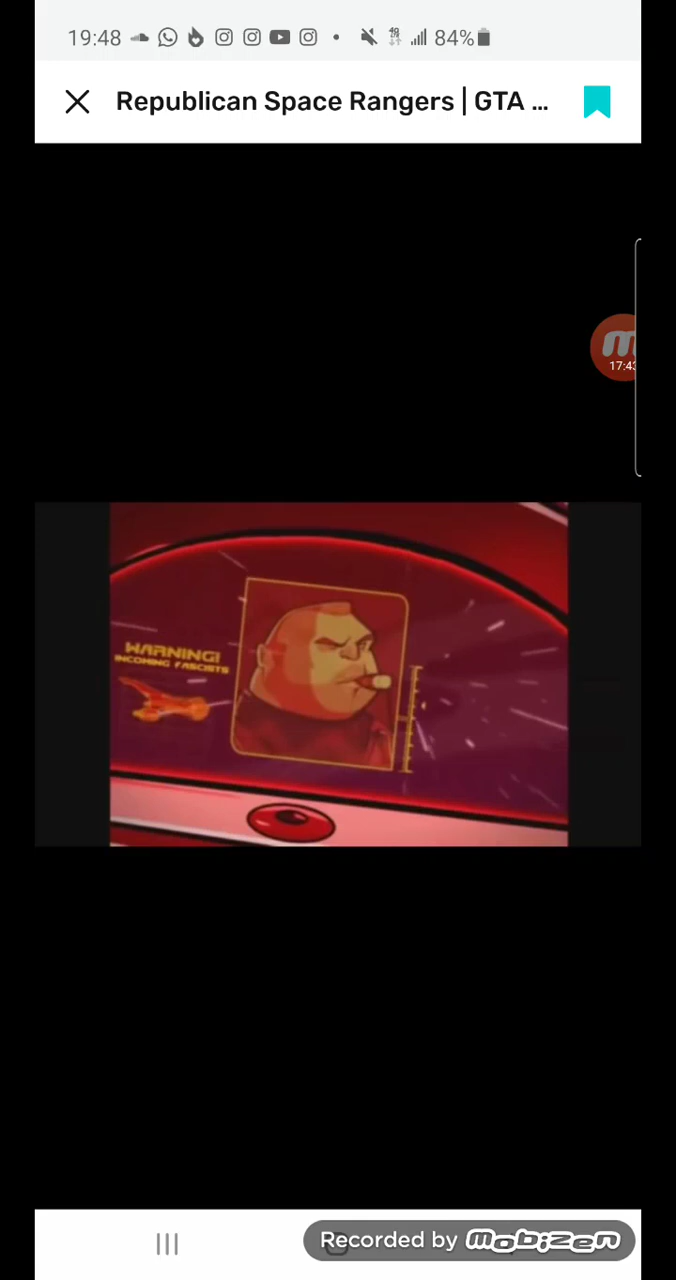 19:48 84%
Republican Space Rangers | GTA ...
17:43
WARNING!
INCOMING FASCISTS
Recorded by mobizen